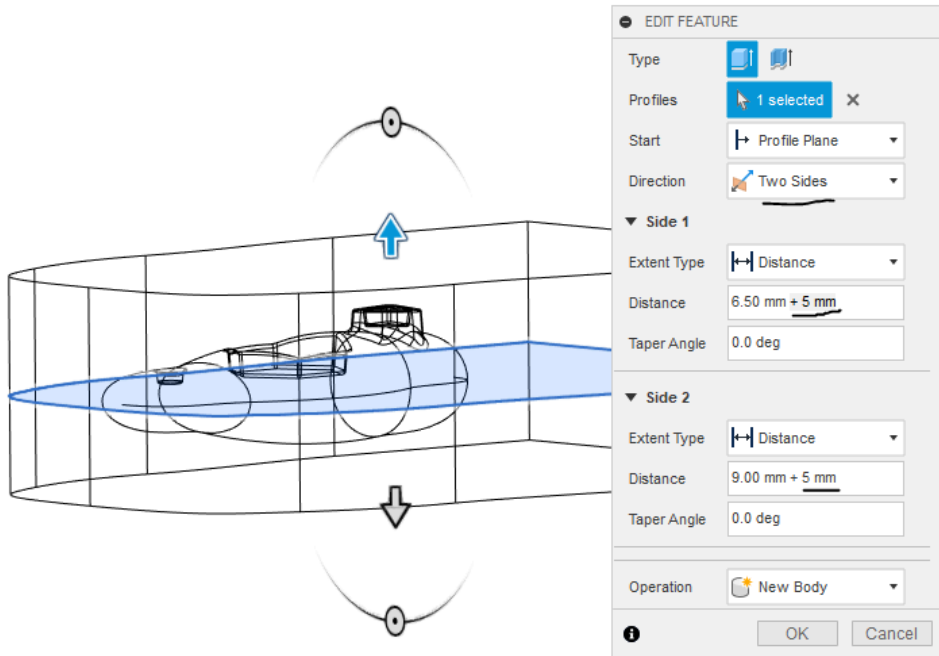 EDIT FEATURE
Type
Profiles 1 selected
Start Profile Plane
Direction Two Sides
Side 1
Extent Type Distance
Distance 6.50 mm + 5 mm
Taper Angle 0.0 deg
Side 2
Extent Type Distance
Distance 9.00 mm + 5 mm
Taper Angle 0.0 deg
Operation New Body
OK Cancel